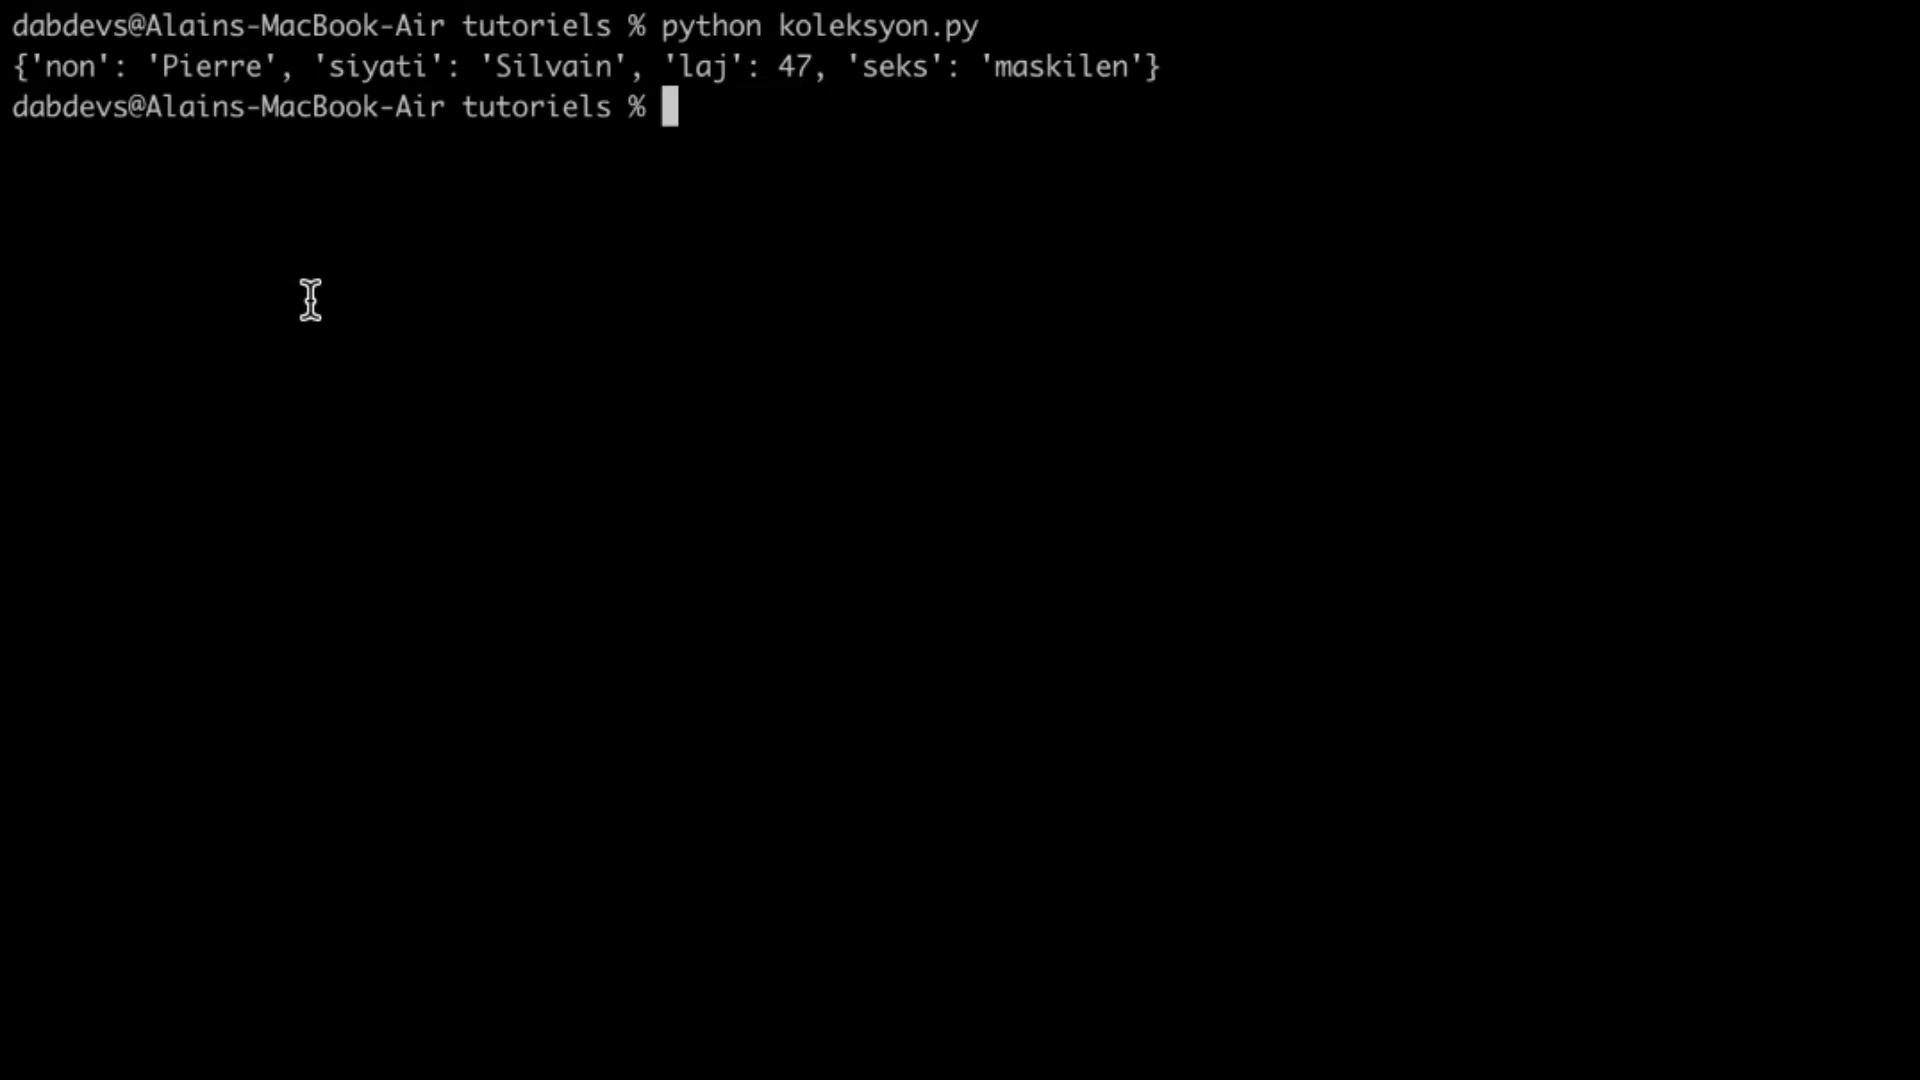 dabdevs@Alains-MacBook-Air tutoriels % python koleksyon.py
{'non': 'Pierre', 'siyati': 'Silvain', 'laj': 47, 'seks': 'maskilen'}
dabdevs@Alains-MacBook-Air tutoriels %